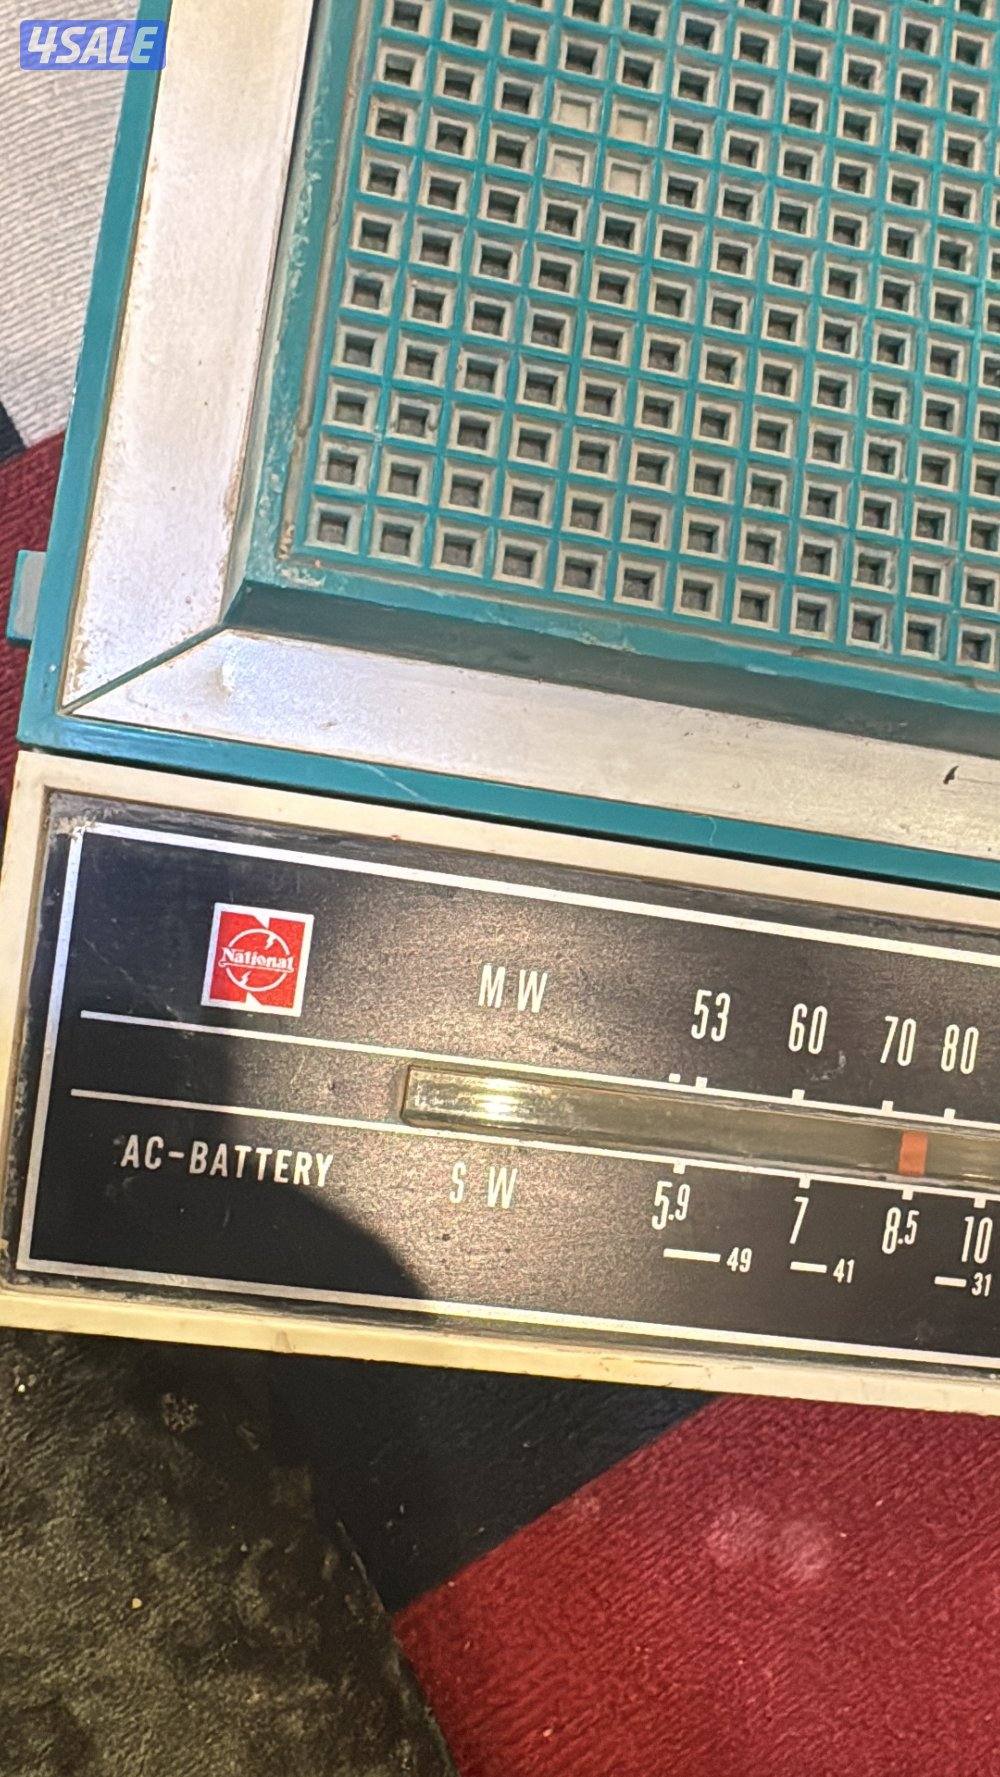 4SALE
National
MW
53 60 70 80
AC-BATTERY
SW
5.9 7 8.5 10
49 41 31